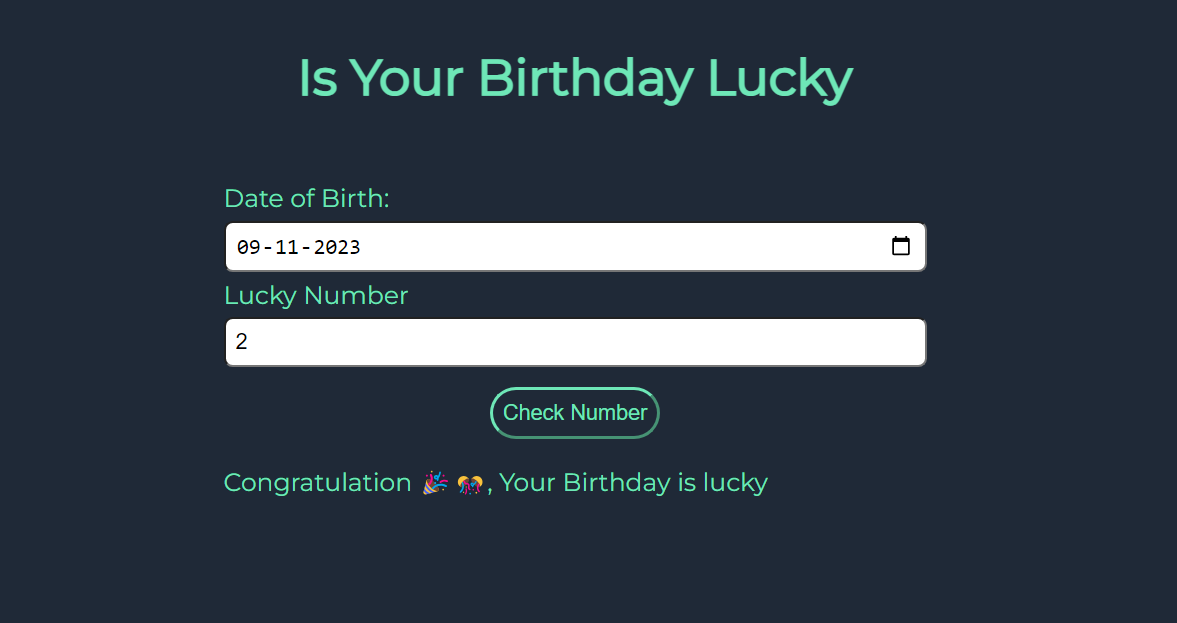 Is Your Birthday Lucky
Date of Birth:
09-11-2023
Lucky Number
2
Check Number
Congratulation 🎉 🎊, Your Birthday is lucky